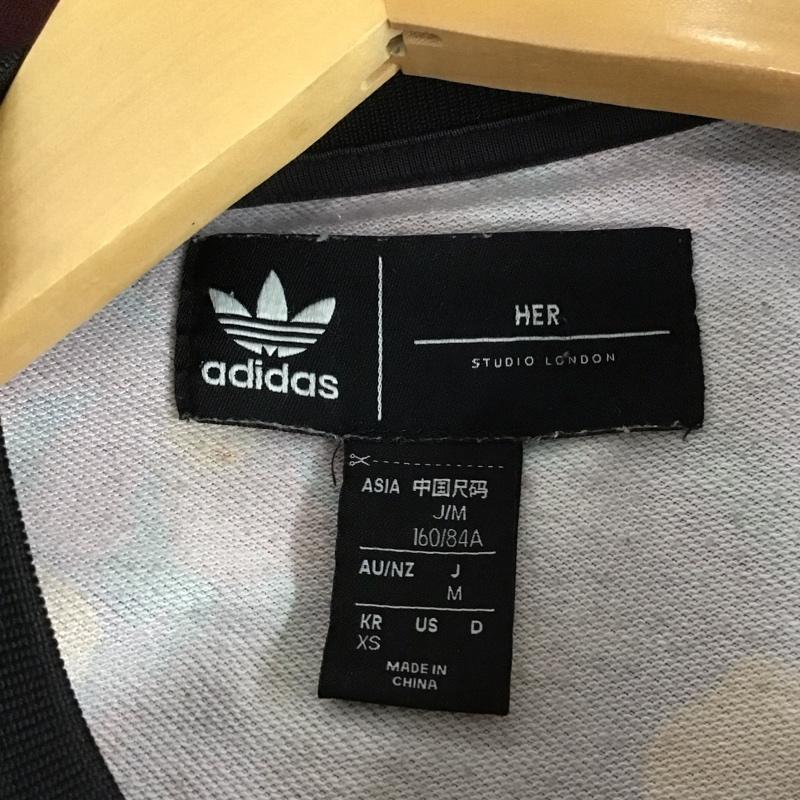 adidas
HER
STUDIO LONDON
ASIA 中国尺码
J/M
160/84A
AU/NZ J
M
KR US D
XS
MADE IN
CHINA